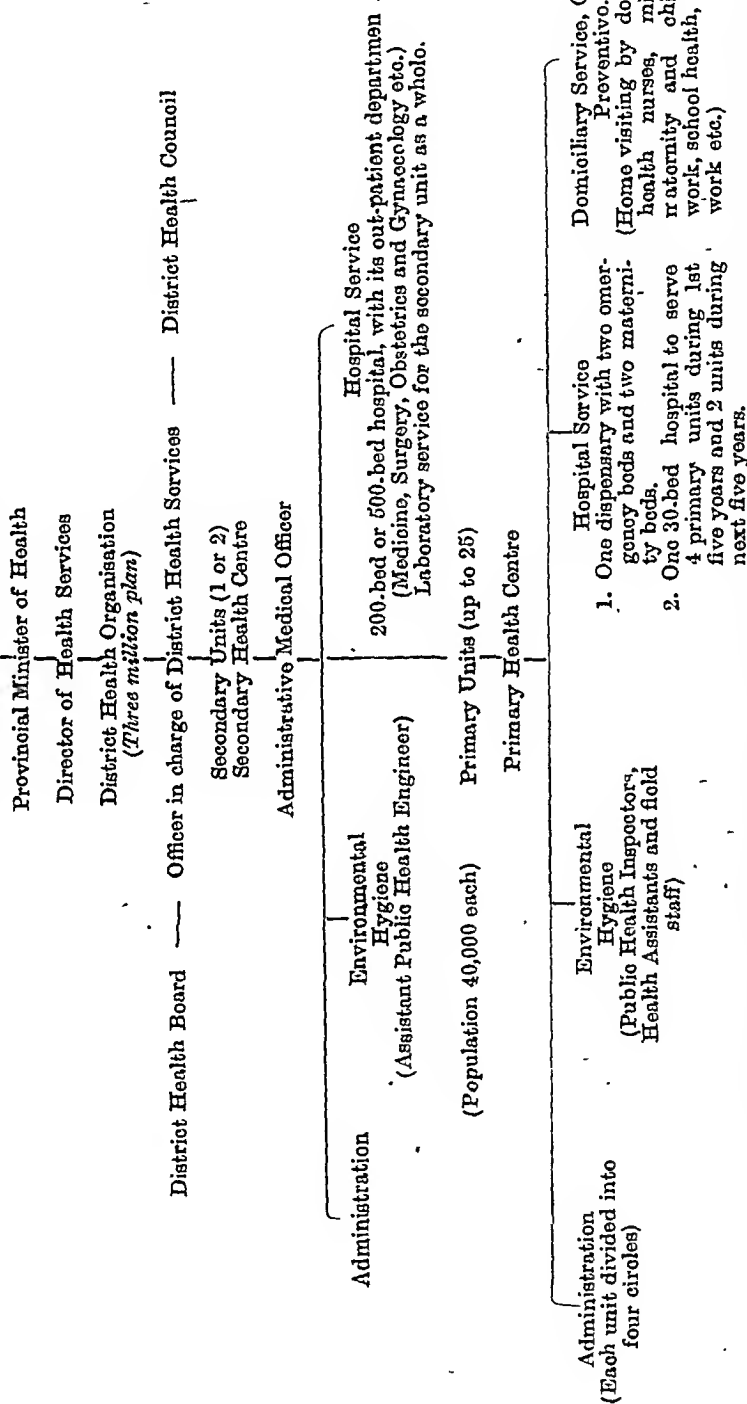 Provincial Minister of Health
Director of Health Services
District Health Organisation
(Three million plan)
District Health Board — Officer in charge of District Health Services — District Health Council
Secondary Units (1 or 2)
Secondary Health Centre
Administrative Medical Officer
Administration
Environmental
Hygiene
(Assistant Public Health Engineer)
Hospital Service
200-bed or 500-bed hospital, with its out-patient departmen
(Medicine, Surgery, Obstetrics and Gynaecology etc.)
Laboratory service for the secondary unit as a whole.
(Population 40,000 each)
Primary Units (up to 25)
Primary Health Centre
Administration
(Each unit divided into
four circles)
Environmental
Hygiene
(Public Health Inspectors,
Health Assistants and field
staff)
Hospital Service
1. One dispensary with two emer-
gency beds and two materni-
ty beds.
2. One 30-bed hospital to serve
4 primary units during 1st
five years and 2 units during
next five years.
Domiciliary Service,
Preventive.
(Home visiting by
health nurses,
maternity and
work, school health,
work etc.)